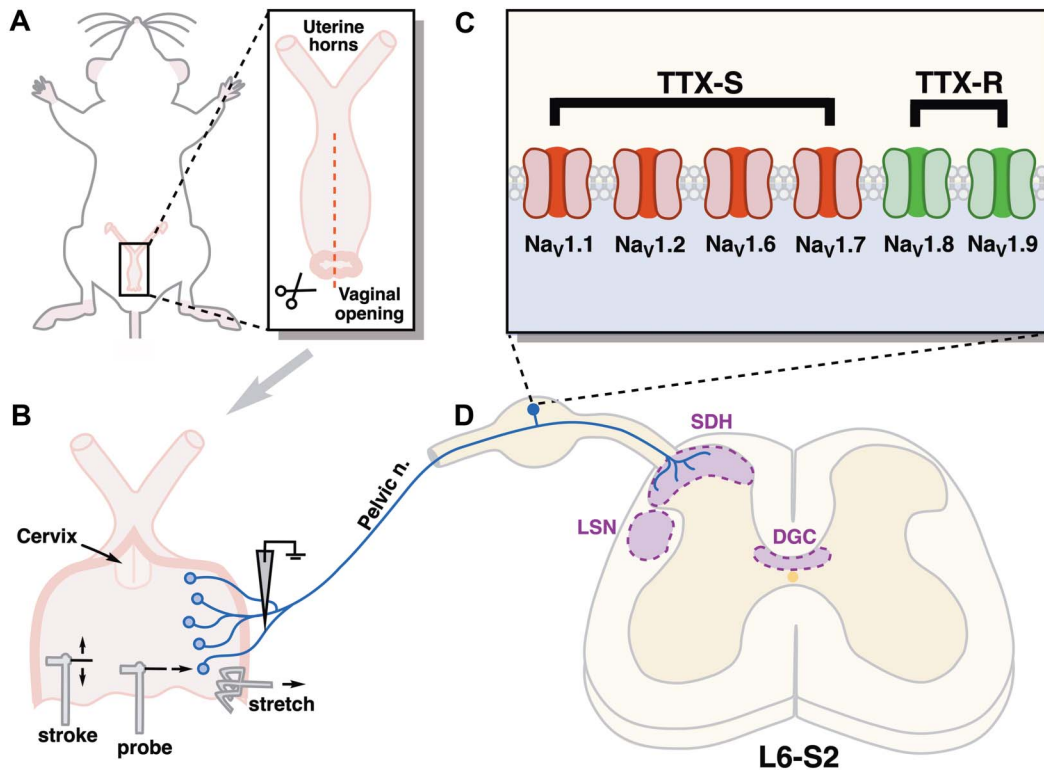 A
Uterine
horns
Vaginal
opening
C
TTX-S
TTX-R
NaV1.1
NaV1.2
NaV1.6
NaV1.7
NaV1.8
NaV1.9
B
Cervix
Pelvic n.
stroke
probe
stretch
D
SDH
LSN
DGC
L6-S2